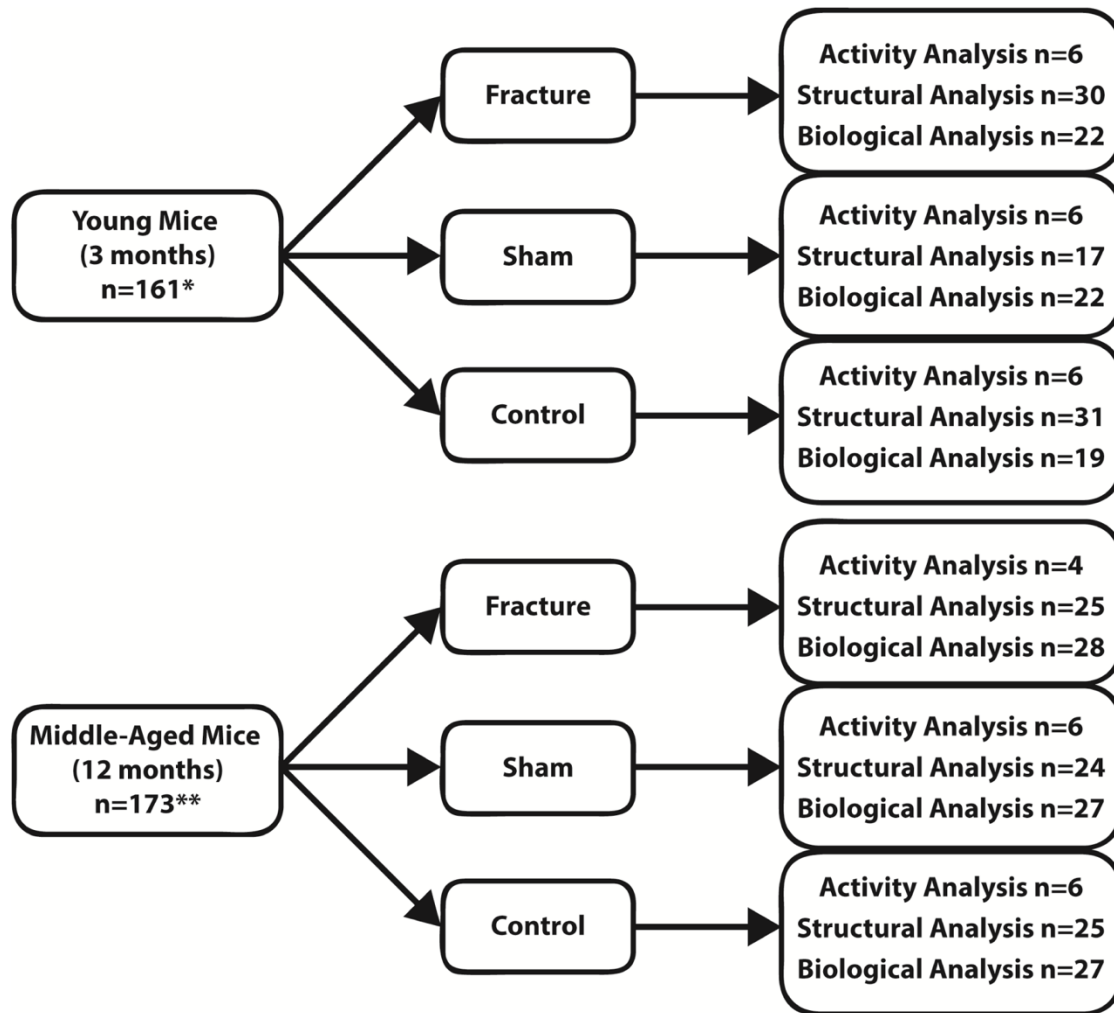 Young Mice
(3 months)
n=161*
Fracture
Activity Analysis n=6
Structural Analysis n=30
Biological Analysis n=22
Sham
Activity Analysis n=6
Structural Analysis n=17
Biological Analysis n=22
Control
Activity Analysis n=6
Structural Analysis n=31
Biological Analysis n=19
Middle-Aged Mice
(12 months)
n=173**
Fracture
Activity Analysis n=4
Structural Analysis n=25
Biological Analysis n=28
Sham
Activity Analysis n=6
Structural Analysis n=24
Biological Analysis n=27
Control
Activity Analysis n=6
Structural Analysis n=25
Biological Analysis n=27